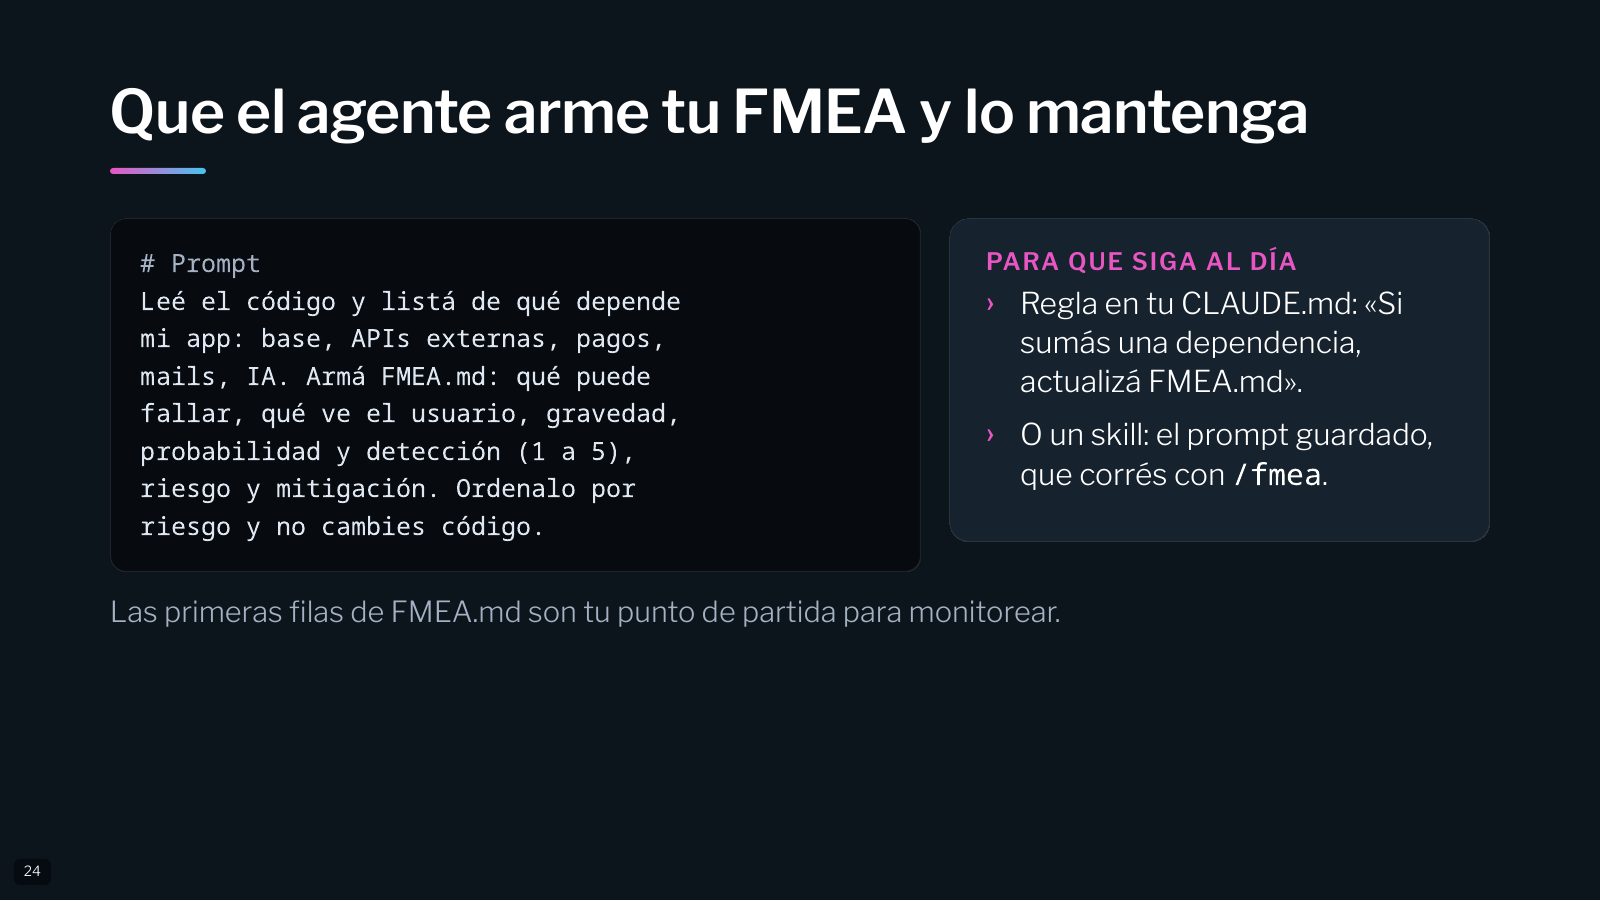 Que el agente arme tu FMEA y lo mantenga
# Prompt
Leé el código y listá de qué depende
mi app: base, APIs externas, pagos,
mails, IA. Armá FMEA.md: qué puede
fallar, qué ve el usuario, gravedad,
probabilidad y detección (1 a 5),
riesgo y mitigación. Ordenalo por
riesgo y no cambies código.
PARA QUE SIGA AL DÍA
› Regla en tu CLAUDE.md: «Si
sumás una dependencia,
actualizá FMEA.md».
› O un skill: el prompt guardado,
que corrés con /fmea.
Las primeras filas de FMEA.md son tu punto de partida para monitorear.
24